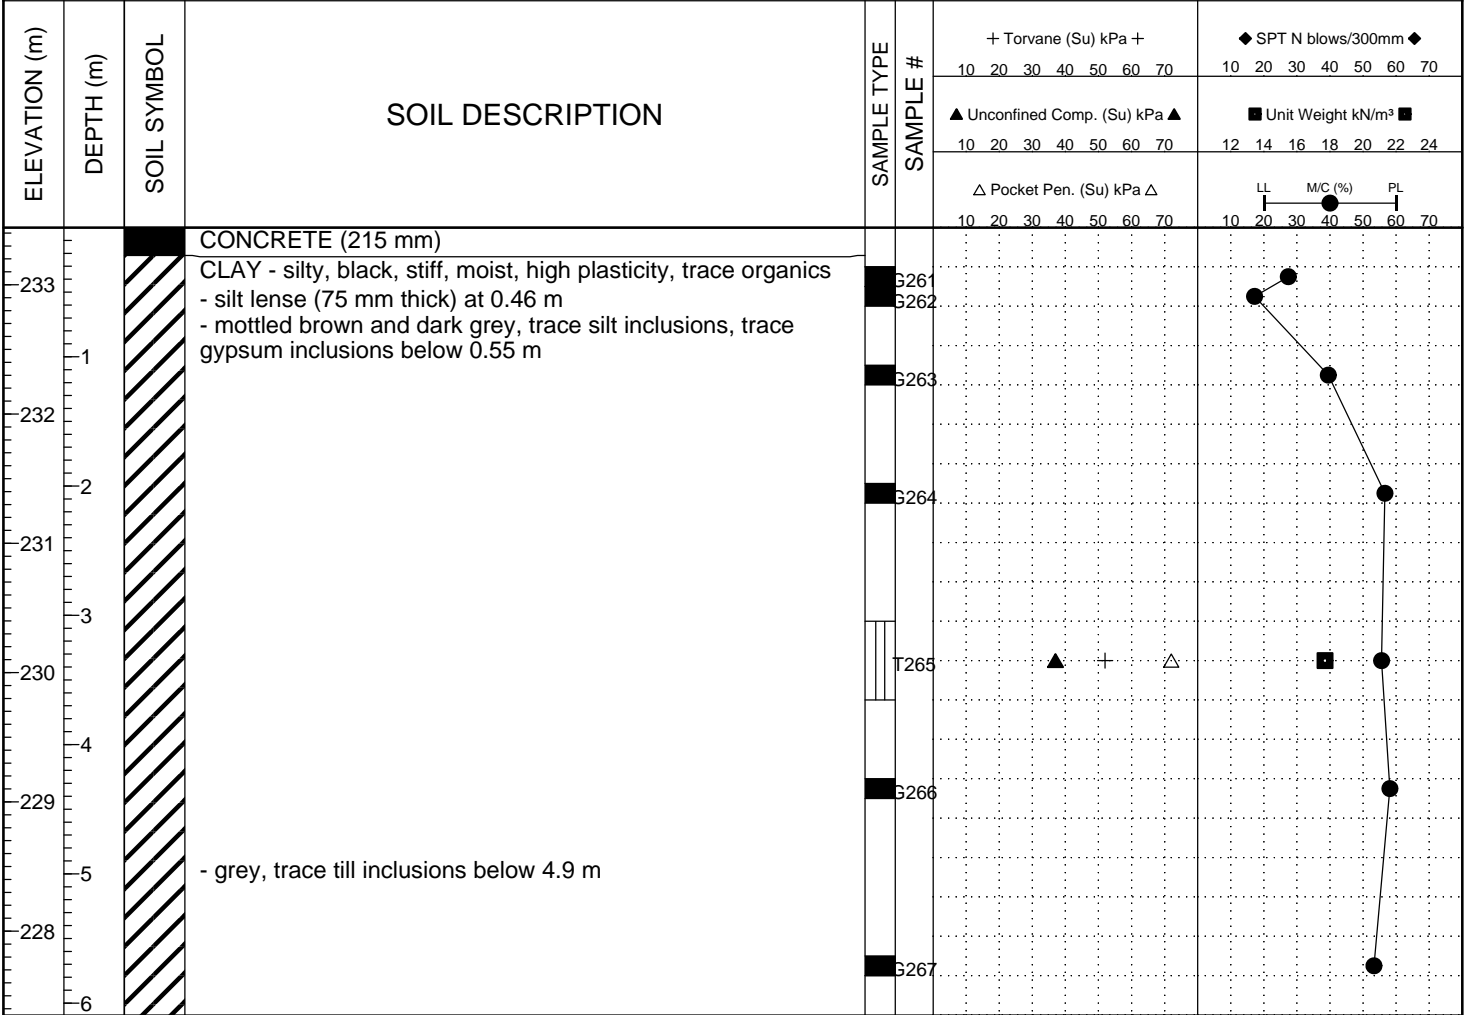 ELEVATION (m)
DEPTH (m)
SOIL SYMBOL
SOIL DESCRIPTION
SAMPLE TYPE
SAMPLE #
+ Torvane (Su) kPa +
10 20 30 40 50 60 70
▲ Unconfined Comp. (Su) kPa ▲
10 20 30 40 50 60 70
△ Pocket Pen. (Su) kPa △
10 20 30 40 50 60 70
◆ SPT N blows/300mm ◆
10 20 30 40 50 60 70
■ Unit Weight kN/m³ ■
12 14 16 18 20 22 24
LL M/C (%) PL
10 20 30 40 50 60 70
CONCRETE (215 mm)
CLAY - silty, black, stiff, moist, high plasticity, trace organics
- silt lense (75 mm thick) at 0.46 m
- mottled brown and dark grey, trace silt inclusions, trace
gypsum inclusions below 0.55 m
- grey, trace till inclusions below 4.9 m
233
232
231
230
229
228
1
2
3
4
5
6
G261
G262
G263
G264
T265
G266
G267